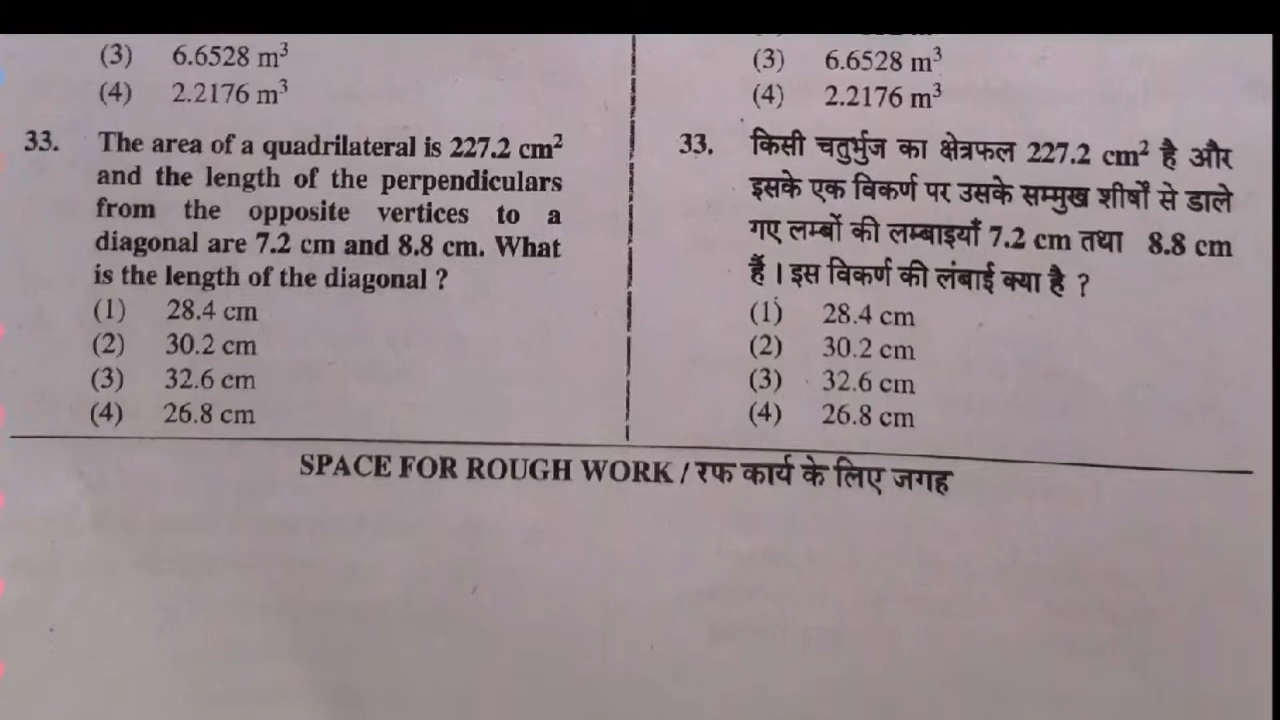 (3) 6.6528 m³
(4) 2.2176 m³
33. The area of a quadrilateral is 227.2 cm²
and the length of the perpendiculars
from the opposite vertices to a
diagonal are 7.2 cm and 8.8 cm. What
is the length of the diagonal ?
(1) 28.4 cm
(2) 30.2 cm
(3) 32.6 cm
(4) 26.8 cm
(3) 6.6528 m³
(4) 2.2176 m³
33. किसी चतुर्भुज का क्षेत्रफल 227.2 cm² है और
इसके एक विकर्ण पर उसके सम्मुख शीर्षों से डाले
गए लम्बों की लम्बाइयाँ 7.2 cm तथा 8.8 cm
हैं । इस विकर्ण की लंबाई क्या है ?
(1) 28.4 cm
(2) 30.2 cm
(3) 32.6 cm
(4) 26.8 cm
SPACE FOR ROUGH WORK / रफ कार्य के लिए जगह